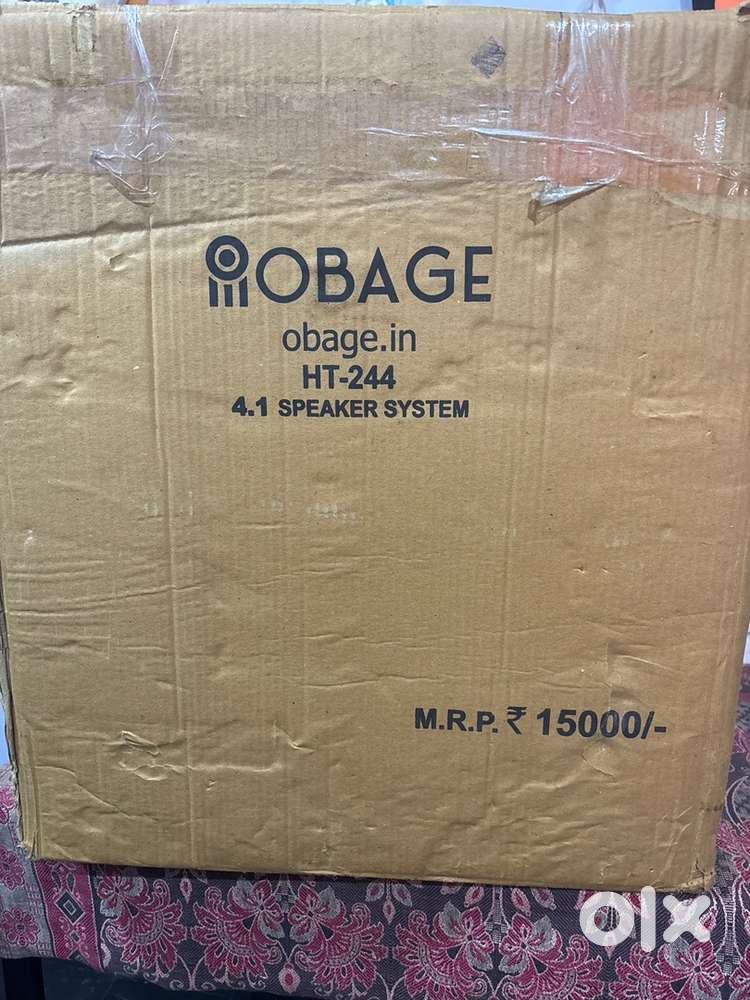 OBAGE
obage.in
HT-244
4.1 SPEAKER SYSTEM
M.R.P. ₹ 15000/-
olx